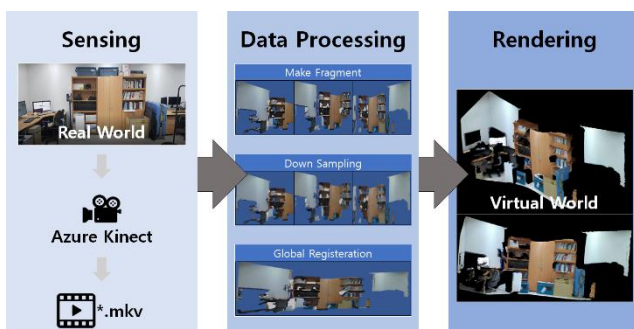 Sensing
Real World
Azure Kinect
*.mkv
Data Processing
Make Fragment
Down Sampling
Global Registeration
Rendering
Virtual World